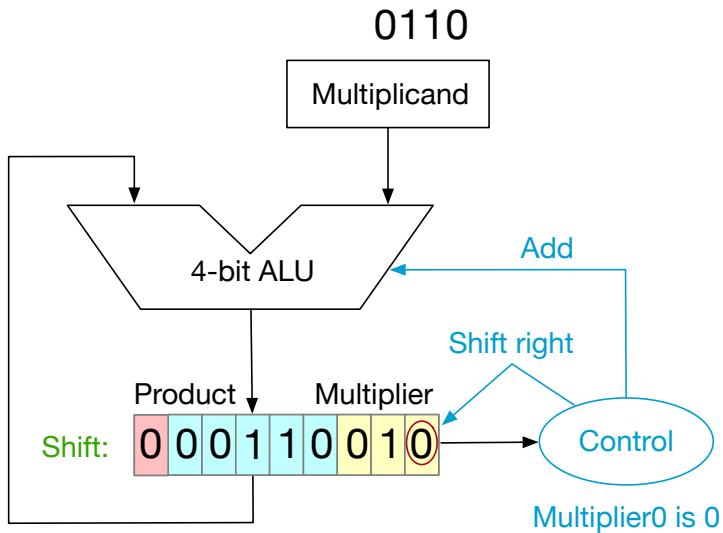 0110
Multiplicand
4-bit ALU
Add
Shift right
Product Multiplier
Shift: 0 0 0 1 1 0 0 1 0
Control
Multiplier0 is 0